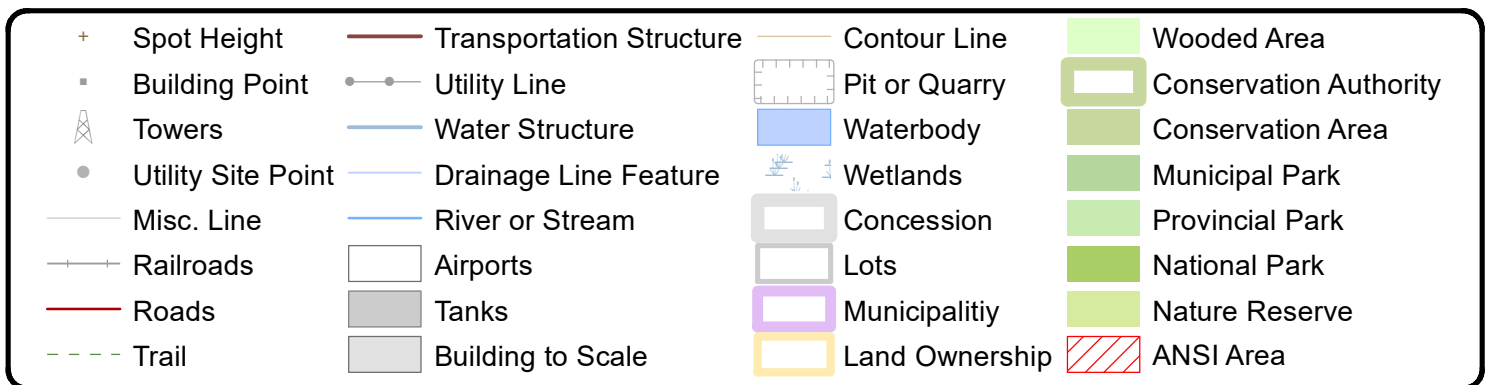 Spot Height
Building Point
Towers
Utility Site Point
Misc. Line
Railroads
Roads
Trail
Transportation Structure
Utility Line
Water Structure
Drainage Line Feature
River or Stream
Airports
Tanks
Building to Scale
Contour Line
Pit or Quarry
Waterbody
Wetlands
Concession
Lots
Municipalitiy
Land Ownership
Wooded Area
Conservation Authority
Conservation Area
Municipal Park
Provincial Park
National Park
Nature Reserve
ANSI Area